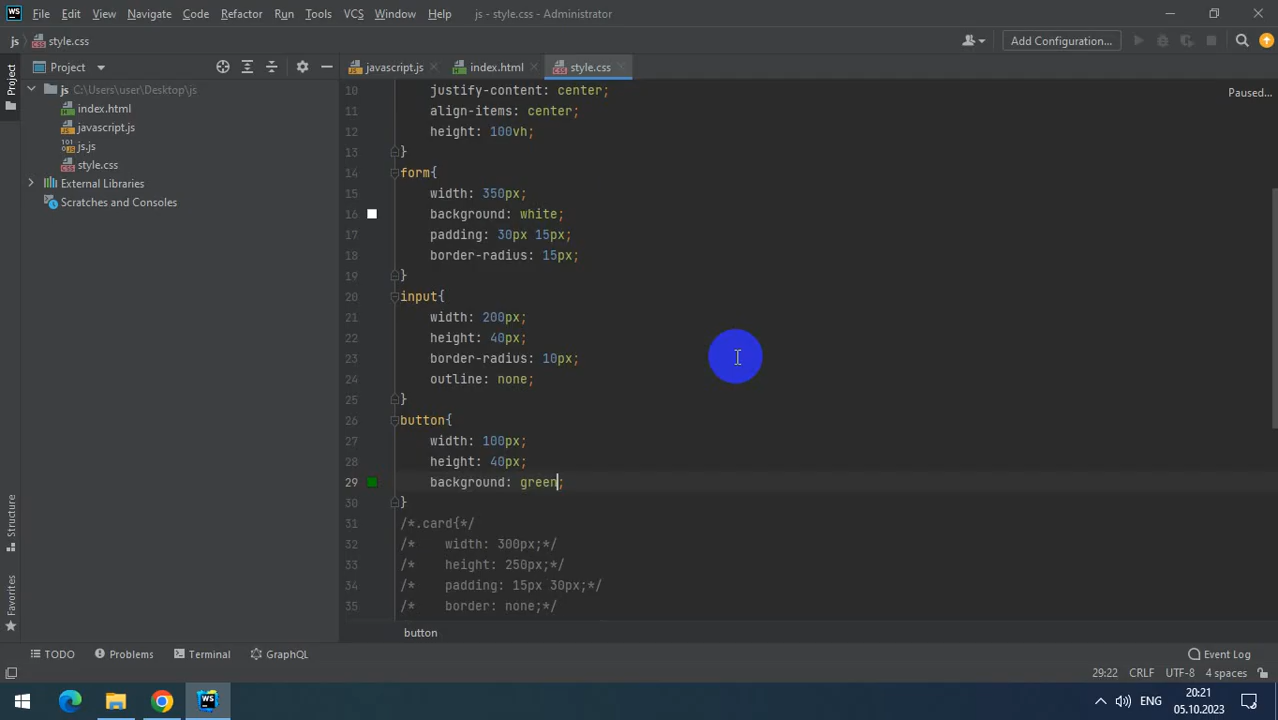 WS File Edit View Navigate Code Refactor Run Tools VCS Window Help js - style.css - Administrator
js style.css Add Configuration...
Project javascript.js index.html style.css
Project
js C:\Users\user\Desktop\js
index.html
javascript.js
js.js
style.css
External Libraries
Scratches and Consoles
Paused...
10 justify-content: center;
11 align-items: center;
12 height: 100vh;
13 }
14 form{
15 width: 350px;
16 background: white;
17 padding: 30px 15px;
18 border-radius: 15px;
19 }
20 input{
21 width: 200px;
22 height: 40px;
23 border-radius: 10px;
24 outline: none;
25 }
26 button{
27 width: 100px;
28 height: 40px;
29 background: green;
30 }
31 /*.card{*/
32 /* width: 300px;*/
33 /* height: 250px;*/
34 /* padding: 15px 30px;*/
35 /* border: none;*/
Structure
Favorites
button
TODO Problems Terminal GraphQL Event Log
29:22 CRLF UTF-8 4 spaces
WS ENG 20:21
05.10.2023